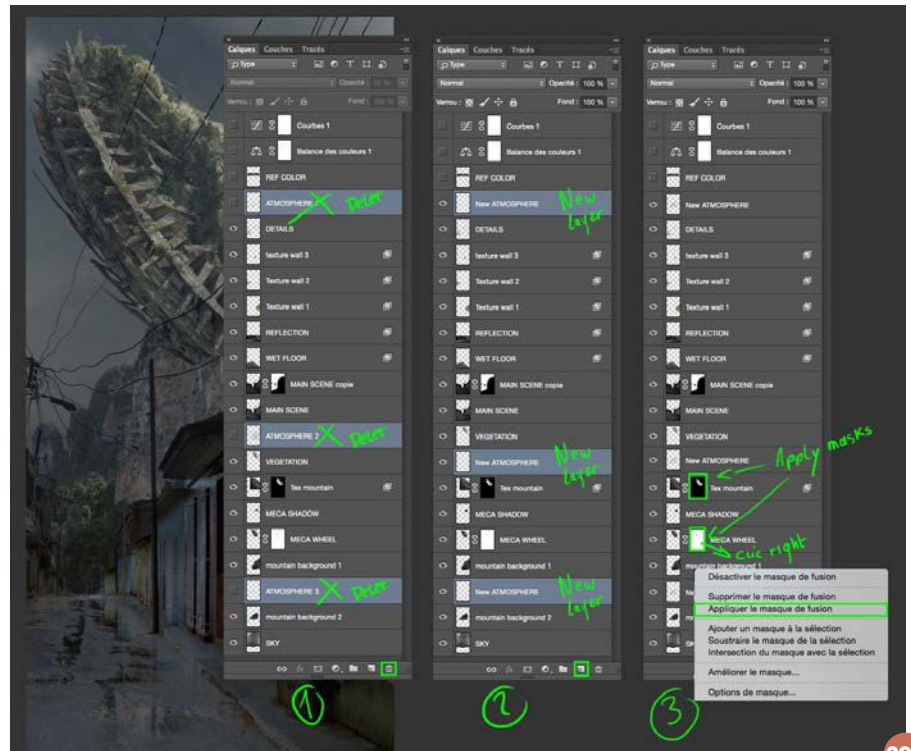 Calques Couches Tracés
Type
Normal Opacité :
Verrou : Fond :
Courbes 1
Balance des couleurs 1
REF COLOR
ATMOSPHERE Delet
DETAILS
texture wall 3
Texture wall 2
Texture wall 1
REFLECTION
WET FLOOR
MAIN SCENE copie
MAIN SCENE
ATMOSPHERE 2 Delet
VEGETATION
Tex mountain
MECA SHADOW
MECA WHEEL
mountain background 1
ATMOSPHERE 3 Delet
mountain background 2
SKY
fx
1
Calques Couches Tracés
Type
Normal Opacité : 100 %
Verrou : Fond : 100 %
Courbes 1
Balance des couleurs 1
REF COLOR
New ATMOSPHERE New
Layer
DETAILS
texture wall 3
Texture wall 2
Texture wall 1
REFLECTION
WET FLOOR
MAIN SCENE copie
MAIN SCENE
VEGETATION
New ATMOSPHERE New
Layer
Tex mountain
MECA SHADOW
MECA WHEEL
mountain background 1
New ATMOSPHERE New
Layer
mountain background 2
SKY
fx
2
Calques Couches Tracés
Type
Normal Opacité : 100 %
Verrou : Fond : 100 %
Courbes 1
Balance des couleurs 1
REF COLOR
New ATMOSPHERE
DETAILS
texture wall 3
Texture wall 2
Texture wall 1
REFLECTION
WET FLOOR
MAIN SCENE copie
MAIN SCENE
VEGETATION
New ATMOSPHERE
Apply masks
Tex mountain
MECA SHADOW
MECA WHEEL
clic right
mountain background 1
Désactiver le masque de fusion
Supprimer le masque de fusion
Appliquer le masque de fusion
Ajouter un masque à la sélection
Soustraire le masque de la sélection
Intersection du masque avec la sélection
Améliorer le masque...
Options de masque...
3